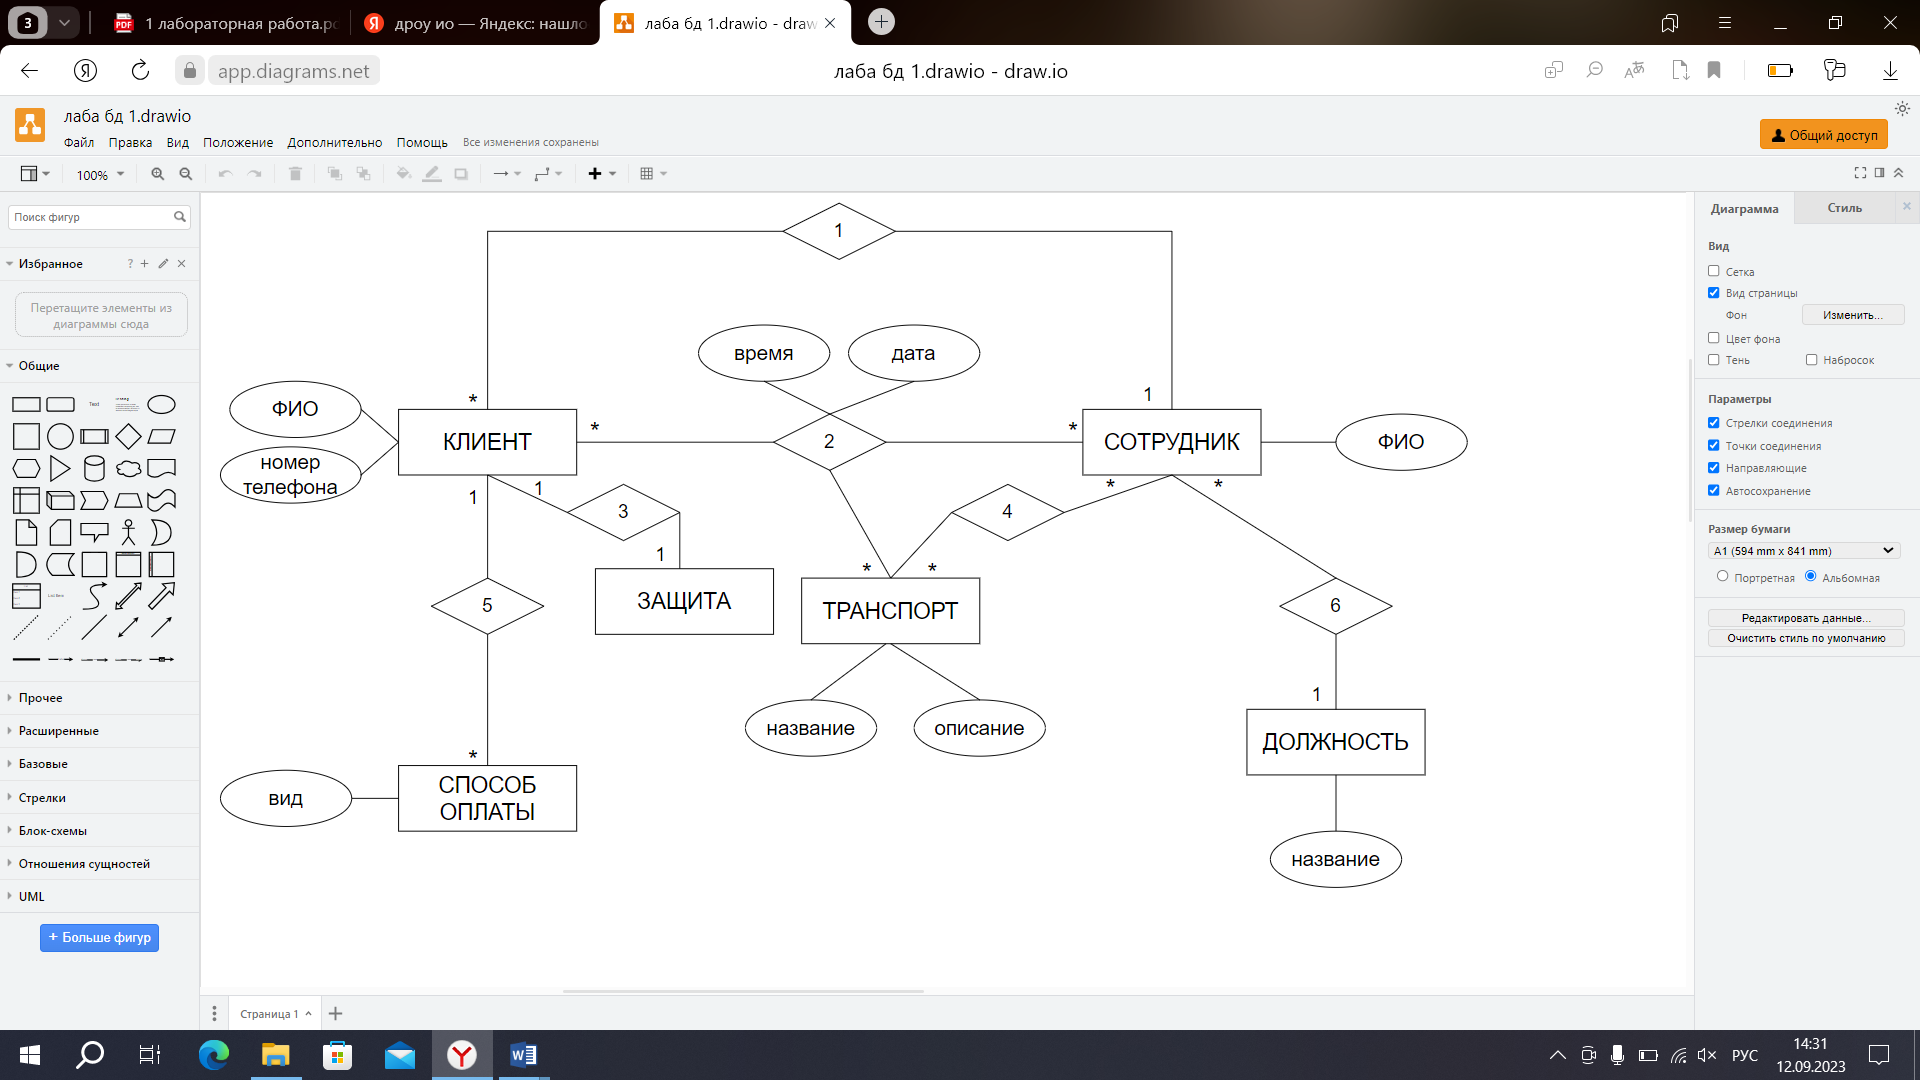 3
1 лабораторная работа.pd
дроу ио — Яндекс: нашло
лаба бд 1.drawio - draw
app.diagrams.net
лаба бд 1.drawio - draw.io
лаба бд 1.drawio
Файл Правка Вид Положение Дополнительно Помощь Все изменения сохранены
Общий доступ
100%
Поиск фигур
Избранное
Перетащите элементы из
диаграммы сюда
Общие
Text
Прочее
Расширенные
Базовые
Стрелки
Блок-схемы
Отношения сущностей
UML
+ Больше фигур
1
время
дата
ФИО
*
1
КЛИЕНТ
*
2
*
СОТРУДНИК
ФИО
номер
телефона
1
1
3
4
*
*
1
*
*
5
ЗАЩИТА
ТРАНСПОРТ
6
1
название
описание
ДОЛЖНОСТЬ
*
вид
СПОСОБ
ОПЛАТЫ
название
Диаграмма
Стиль
Вид
Сетка
Вид страницы
Фон
Изменить...
Цвет фона
Тень
Набросок
Параметры
Стрелки соединения
Точки соединения
Направляющие
Автосохранение
Размер бумаги
A1 (594 mm x 841 mm)
Портретная
Альбомная
Редактировать данные...
Очистить стиль по умолчанию
Страница 1
РУС
14:31
12.09.2023